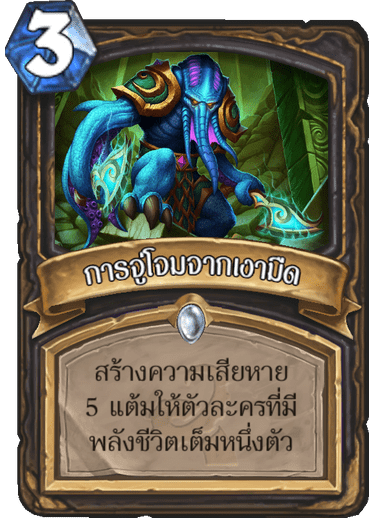 3
การจู่โจมจากเงามืด
สร้างความเสียหาย
5 แต้มให้ตัวละครที่มี
พลังชีวิตเต็มหนึ่งตัว